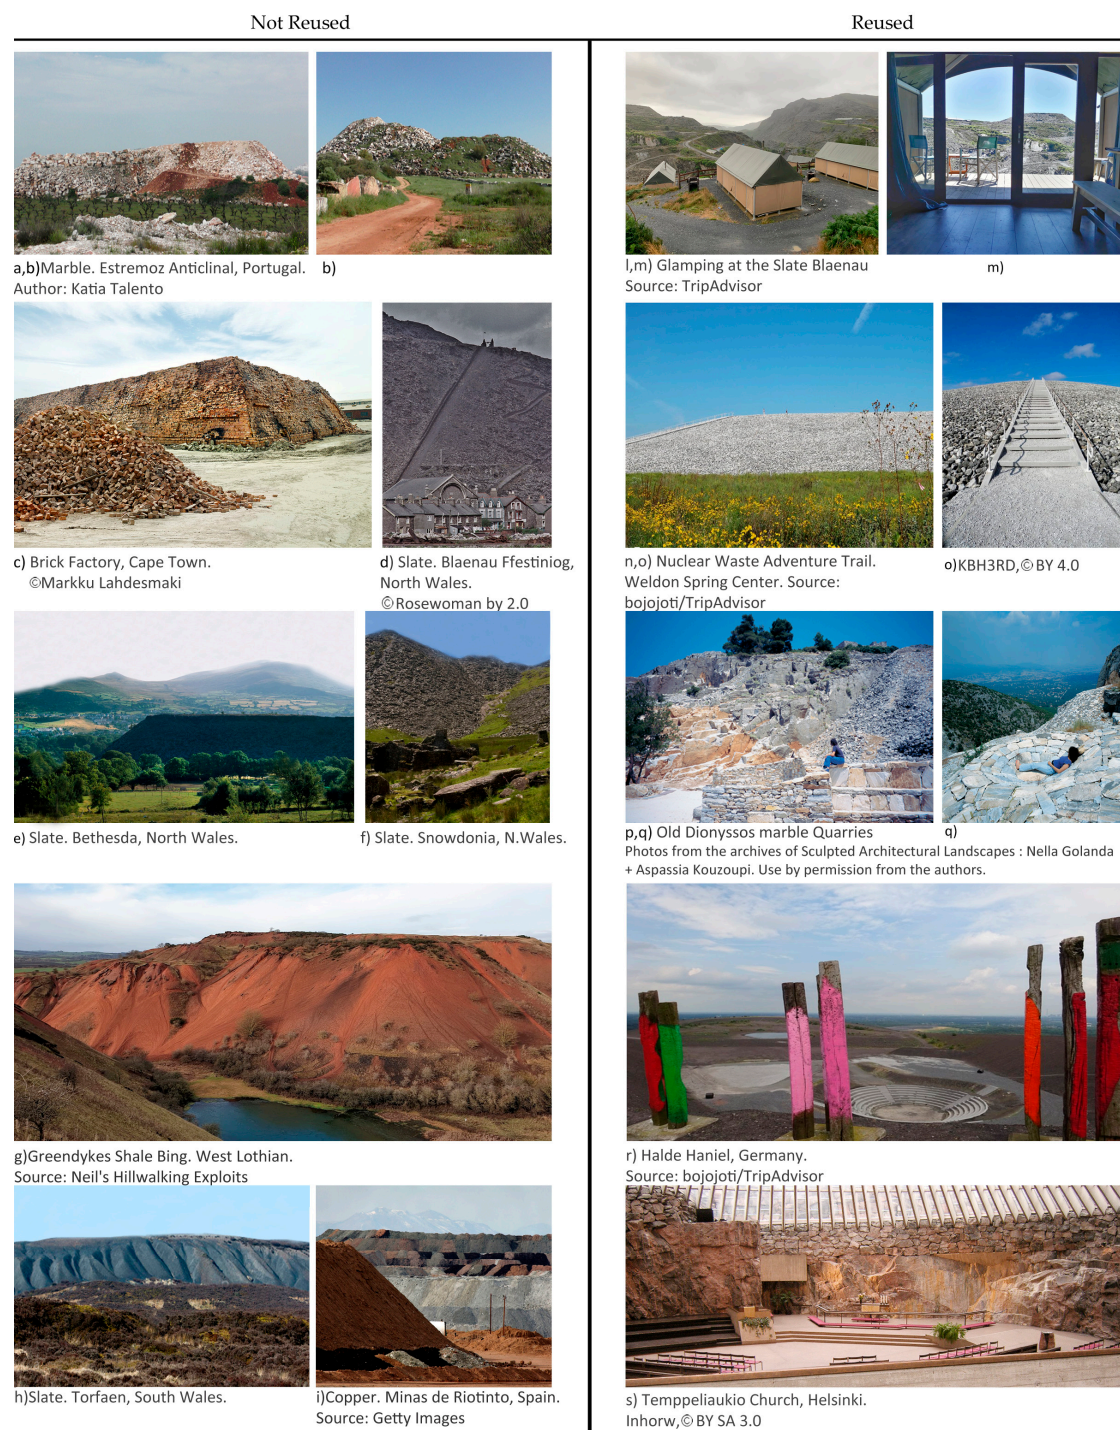 Not Reused
Reused
a,b)Marble. Estremoz Anticlinal, Portugal.
Author: Katia Talento
b)
l,m) Glamping at the Slate Blaenau
Source: TripAdvisor
m)
c) Brick Factory, Cape Town.
©Markku Lahdesmaki
d) Slate. Blaenau Ffestiniog,
North Wales.
©Rosewoman by 2.0
n,o) Nuclear Waste Adventure Trail.
Weldon Spring Center. Source:
bojojoti/TripAdvisor
o)KBH3RD,© BY 4.0
e) Slate. Bethesda, North Wales.
f) Slate. Snowdonia, N.Wales.
p,q) Old Dionyssos marble Quarries
Photos from the archives of Sculpted Architectural Landscapes : Nella Golanda
+ Aspassia Kouzoupi. Use by permission from the authors.
q)
g)Greendykes Shale Bing. West Lothian.
Source: Neil's Hillwalking Exploits
r) Halde Haniel, Germany.
Source: bojojoti/TripAdvisor
h)Slate. Torfaen, South Wales.
i)Copper. Minas de Riotinto, Spain.
Source: Getty Images
s) Temppeliaukio Church, Helsinki.
Inhorw,© BY SA 3.0